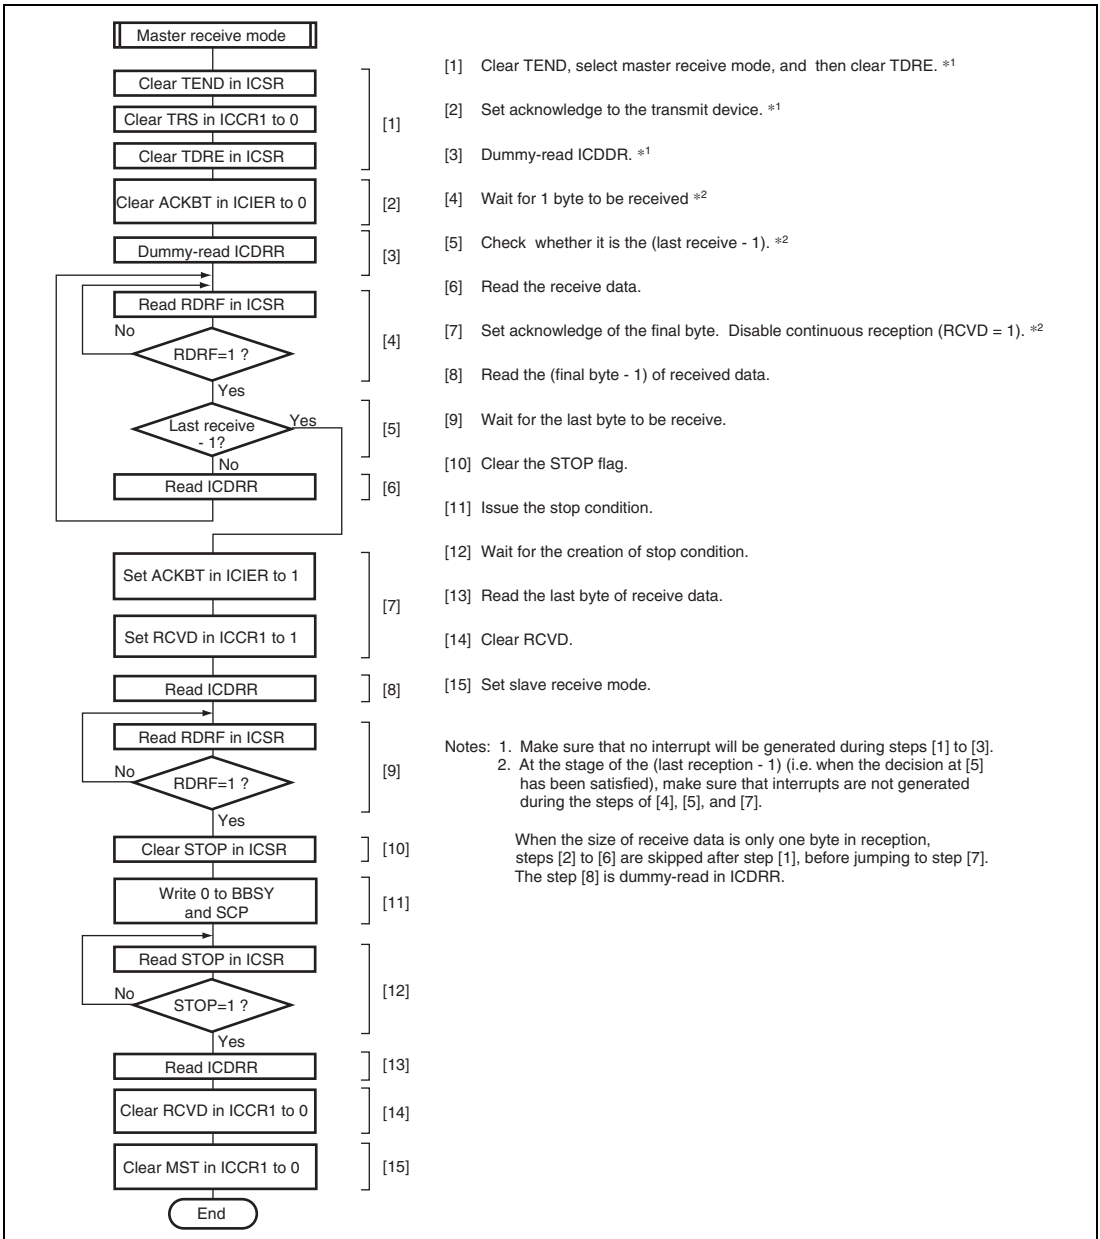 Master receive mode
Clear TEND in ICSR
Clear TRS in ICCR1 to 0
Clear TDRE in ICSR
[1]
Clear ACKBT in ICIER to 0
[2]
Dummy-read ICDRR
[3]
Read RDRF in ICSR
No
RDRF=1 ?
[4]
Yes
Last receive
- 1?
Yes
[5]
No
Read ICDRR
[6]
Set ACKBT in ICIER to 1
[7]
Set RCVD in ICCR1 to 1
Read ICDRR
[8]
Read RDRF in ICSR
No
RDRF=1 ?
[9]
Yes
Clear STOP in ICSR
[10]
Write 0 to BBSY
and SCP
[11]
Read STOP in ICSR
No
STOP=1 ?
[12]
Yes
Read ICDRR
[13]
Clear RCVD in ICCR1 to 0
[14]
Clear MST in ICCR1 to 0
[15]
End
[1] Clear TEND, select master receive mode, and then clear TDRE. *1
[2] Set acknowledge to the transmit device. *1
[3] Dummy-read ICDDR. *1
[4] Wait for 1 byte to be received *2
[5] Check whether it is the (last receive - 1). *2
[6] Read the receive data.
[7] Set acknowledge of the final byte. Disable continuous reception (RCVD = 1). *2
[8] Read the (final byte - 1) of received data.
[9] Wait for the last byte to be receive.
[10] Clear the STOP flag.
[11] Issue the stop condition.
[12] Wait for the creation of stop condition.
[13] Read the last byte of receive data.
[14] Clear RCVD.
[15] Set slave receive mode.
Notes: 1. Make sure that no interrupt will be generated during steps [1] to [3].
2. At the stage of the (last reception - 1) (i.e. when the decision at [5]
has been satisfied), make sure that interrupts are not generated
during the steps of [4], [5], and [7].
When the size of receive data is only one byte in reception,
steps [2] to [6] are skipped after step [1], before jumping to step [7].
The step [8] is dummy-read in ICDRR.